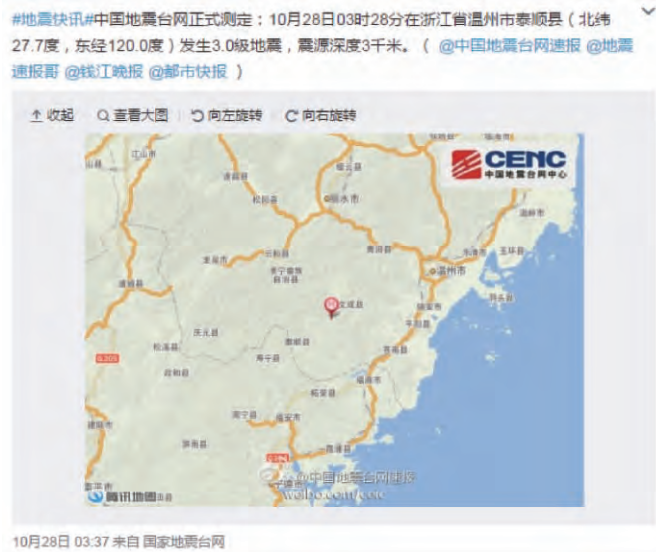 #地震快讯#中国地震台网正式测定：10月28日03时28分在浙江省温州市泰顺县（北纬
27.7度，东经120.0度）发生3.0级地震，震源深度3千米。（ @中国地震台网速报 @地震
速报哥 @钱江晚报 @都市快报 ）
收起 查看大图 向左旋转 向右旋转
CENC
中国地震台网中心
江山市
遂昌县
缙云县
松阳县
丽水市
温岭市
龙泉市
云和县
青田县
乐清市
玉环县
景宁畲族
自治县
温州市
洞头县
文成县
瑞安市
平阳县
庆元县
松溪县
泰顺县
苍南县
寿宁县
S205
政和县
福鼎市
柘荣县
周宁县
福安市
建瓯市
屏南县
霞浦县
宁德市
@中国地震台网速报
weibo.com/ceic
腾讯地图
10月28日 03:37 来自 国家地震台网